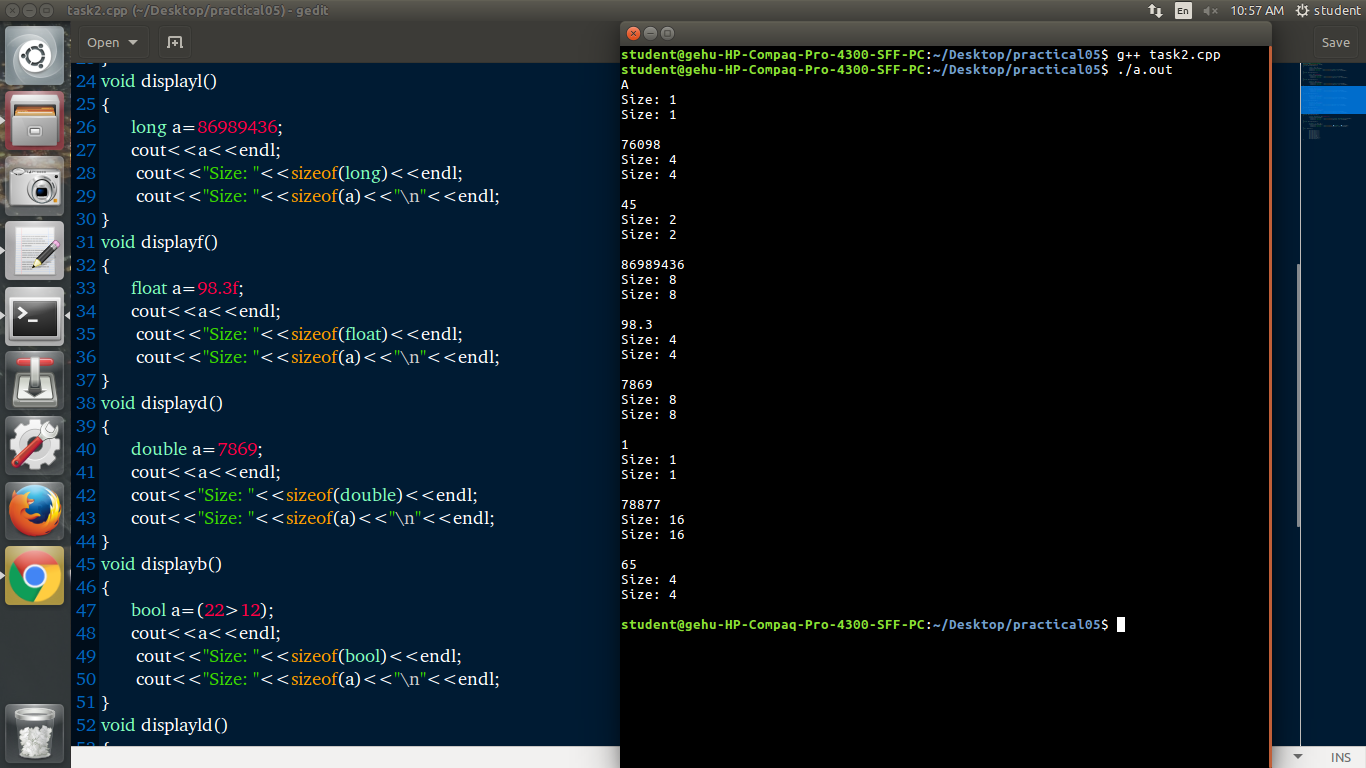 task2.cpp (~/Desktop/practical05) - gedit
En
10:57 AM
student
Open
Save
24 void displayl()
25 {
26 long a=86989436;
27 cout<<a<<endl;
28 cout<<"Size: "<<sizeof(long)<<endl;
29 cout<<"Size: "<<sizeof(a)<<"\n"<<endl;
30 }
31 void displayf()
32 {
33 float a=98.3f;
34 cout<<a<<endl;
35 cout<<"Size: "<<sizeof(float)<<endl;
36 cout<<"Size: "<<sizeof(a)<<"\n"<<endl;
37 }
38 void displayd()
39 {
40 double a=7869;
41 cout<<a<<endl;
42 cout<<"Size: "<<sizeof(double)<<endl;
43 cout<<"Size: "<<sizeof(a)<<"\n"<<endl;
44 }
45 void displayb()
46 {
47 bool a=(22>12);
48 cout<<a<<endl;
49 cout<<"Size: "<<sizeof(bool)<<endl;
50 cout<<"Size: "<<sizeof(a)<<"\n"<<endl;
51 }
52 void displayld()
student@gehu-HP-Compaq-Pro-4300-SFF-PC:~/Desktop/practical05$ g++ task2.cpp
student@gehu-HP-Compaq-Pro-4300-SFF-PC:~/Desktop/practical05$ ./a.out
A
Size: 1
Size: 1
76098
Size: 4
Size: 4
45
Size: 2
Size: 2
86989436
Size: 8
Size: 8
98.3
Size: 4
Size: 4
7869
Size: 8
Size: 8
1
Size: 1
Size: 1
78877
Size: 16
Size: 16
65
Size: 4
Size: 4
student@gehu-HP-Compaq-Pro-4300-SFF-PC:~/Desktop/practical05$
INS